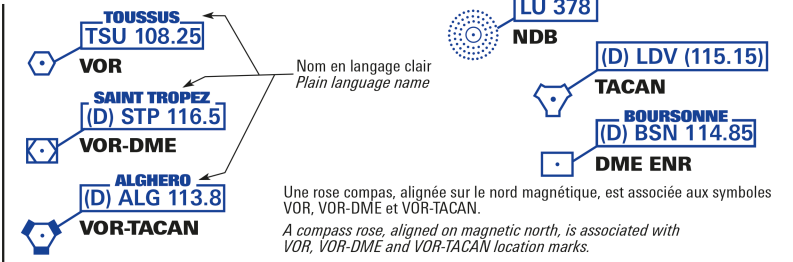 TOUSSUS
TSU 108.25
VOR
Nom en langage clair
Plain language name
SAINT TROPEZ
(D) STP 116.5
VOR-DME
ALGHERO
(D) ALG 113.8
VOR-TACAN
LU 378
NDB
(D) LDV (115.15)
TACAN
BOURSONNE
(D) BSN 114.85
DME ENR
Une rose compas, alignée sur le nord magnétique, est associée aux symboles
VOR, VOR-DME et VOR-TACAN.
A compass rose, aligned on magnetic north, is associated with
VOR, VOR-DME and VOR-TACAN location marks.